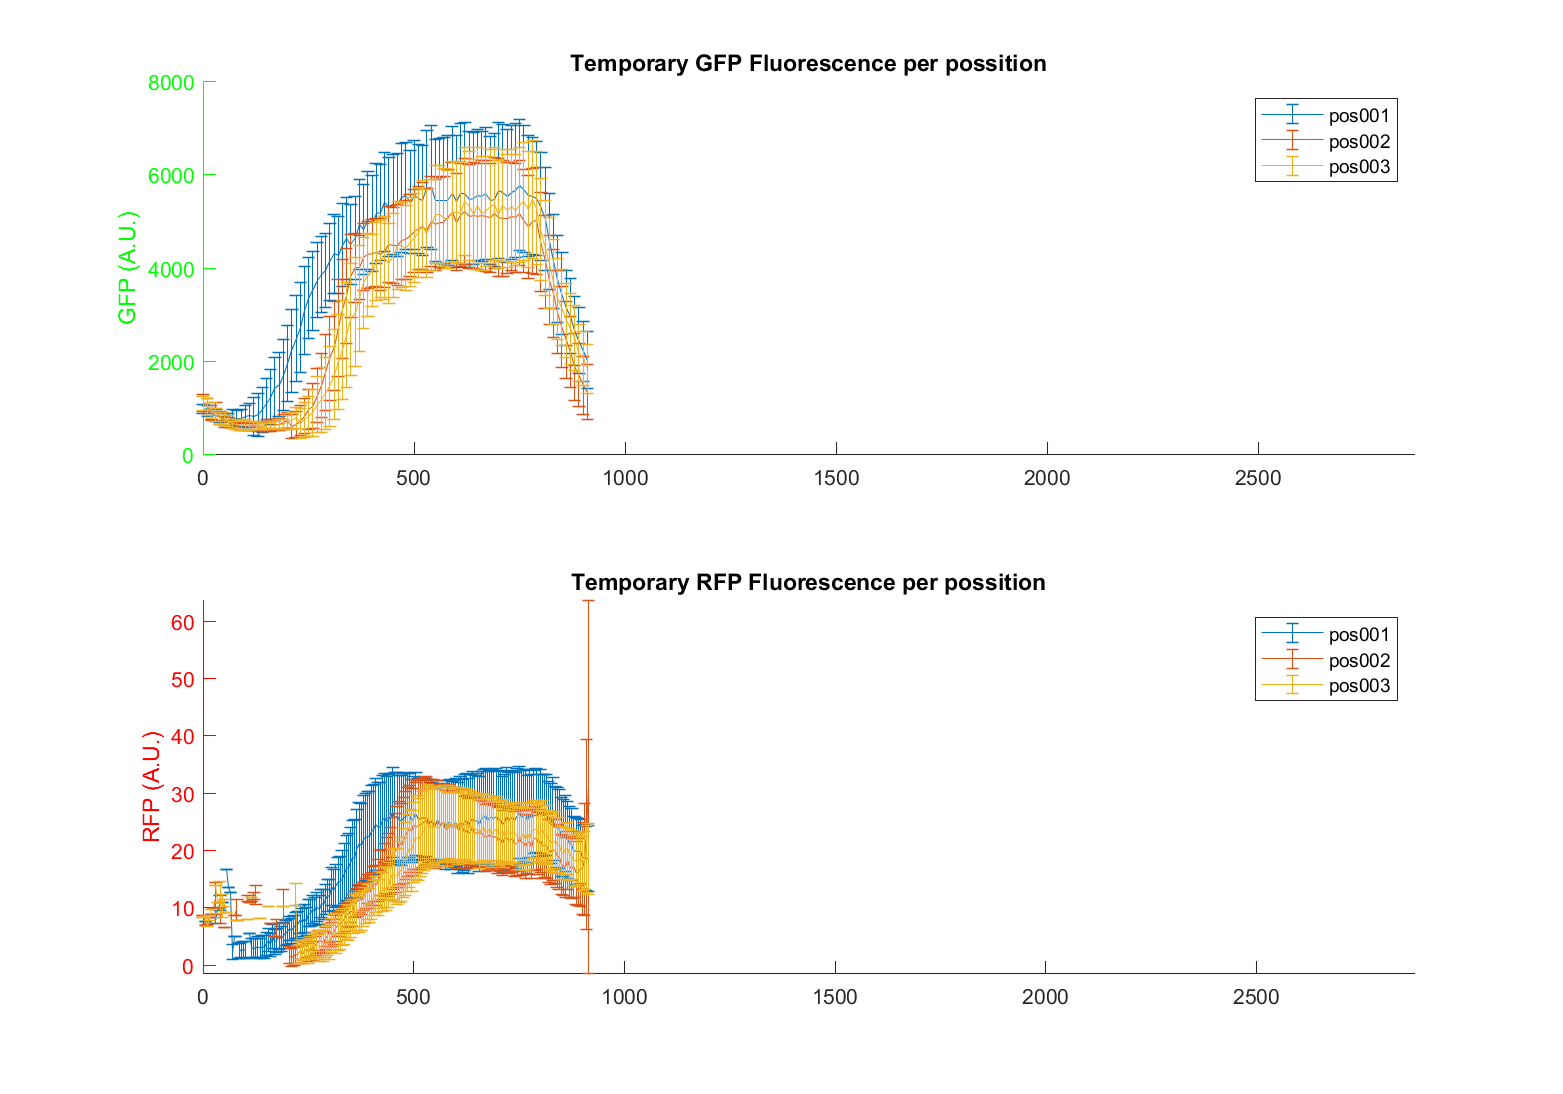 Temporary GFP Fluorescence per possition
8000
6000
4000
2000
0
GFP (A.U.)
0 500 1000 1500 2000 2500
pos001
pos002
pos003
Temporary RFP Fluorescence per possition
60
50
40
30
20
10
0
RFP (A.U.)
0 500 1000 1500 2000 2500
pos001
pos002
pos003